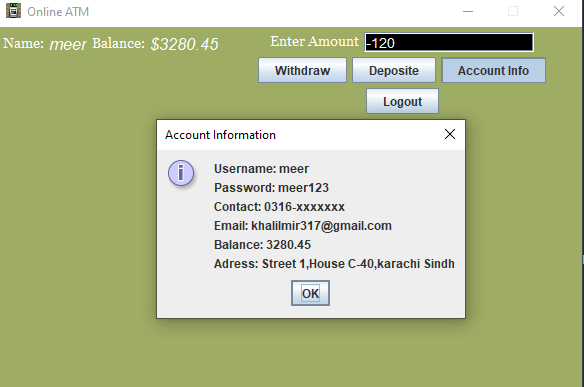 Online ATM
Name: meer Balance: $3280.45
Enter Amount -120
Withdraw Deposite Account Info
Logout
Account Information
Username: meer
Password: meer123
Contact: 0316-xxxxxxx
Email: khalilmir317@gmail.com
Balance: 3280.45
Adress: Street 1,House C-40,karachi Sindh
OK